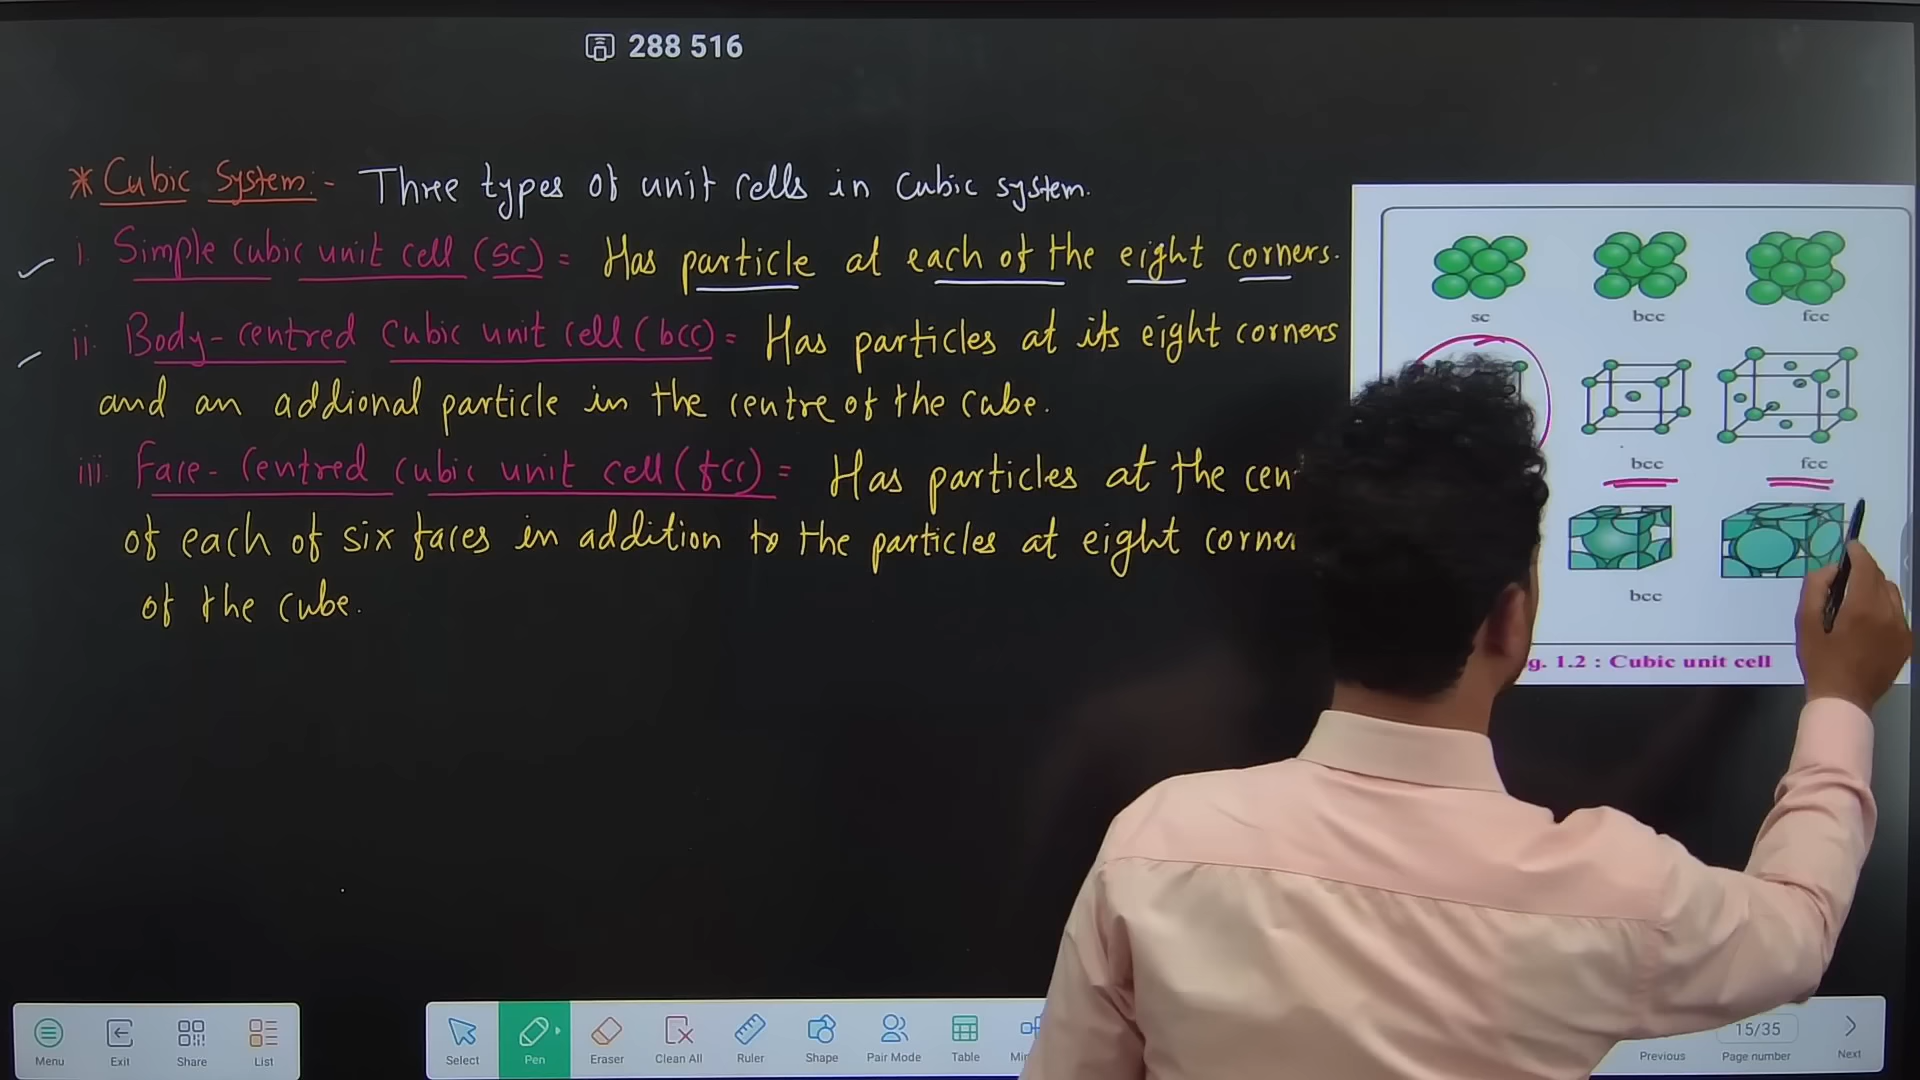 288 516
* Cubic System:- Three types of unit cells in cubic system.
i. Simple cubic unit cell (sc) = Has particle at each of the eight corners.
ii. Body-centred cubic unit cell (bcc) = Has particles at its eight corners
and an addional particle in the centre of the cube.
iii. Face-Centred cubic unit cell (fcc) = Has particles at the cen
of each of six faces in addition to the particles at eight corner
of the cube.
sc bcc fcc
bcc fcc
bcc
g. 1.2 : Cubic unit cell
Menu Exit Share List Select Pen Eraser Clean All Ruler Shape Pair Mode Table Previous Page number Next
15/35